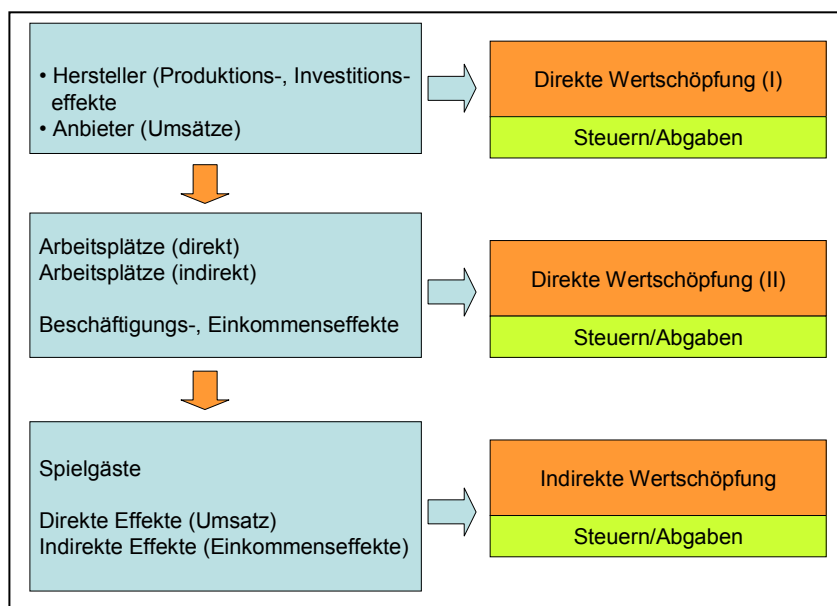 • Hersteller (Produktions-, Investitions-
effekte
• Anbieter (Umsätze)
Direkte Wertschöpfung (I)
Steuern/Abgaben
Arbeitsplätze (direkt)
Arbeitsplätze (indirekt)
Beschäftigungs-, Einkommenseffekte
Direkte Wertschöpfung (II)
Steuern/Abgaben
Spielgäste
Direkte Effekte (Umsatz)
Indirekte Effekte (Einkommenseffekte)
Indirekte Wertschöpfung
Steuern/Abgaben